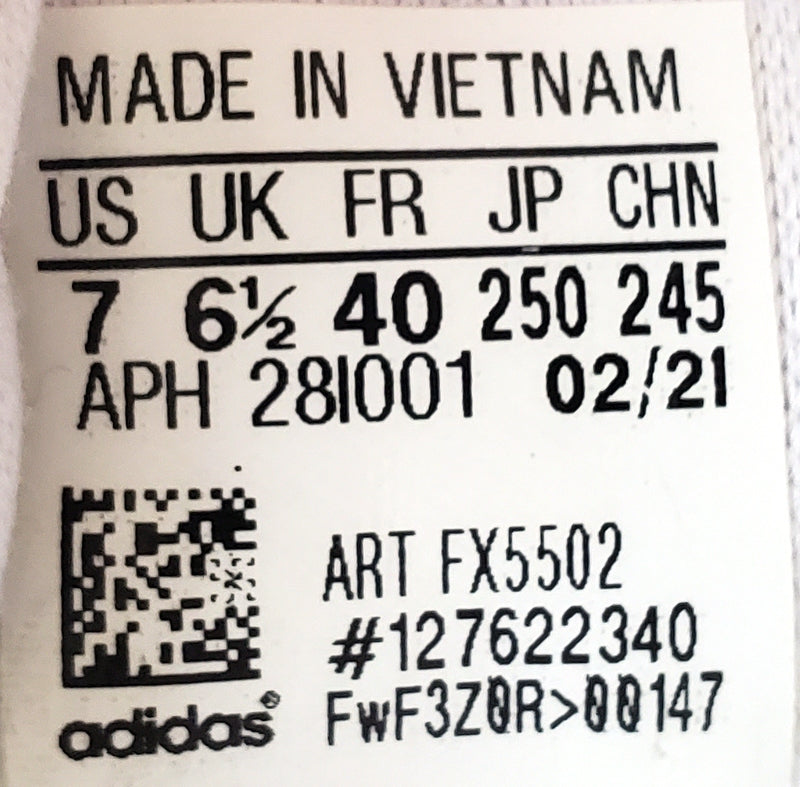 MADE IN VIETNAM
US UK FR JP CHN
7 6½ 40 250 245
APH 28I001 02/21
ART FX5502
#127622340
FwF3Z0R>00147
adidas®